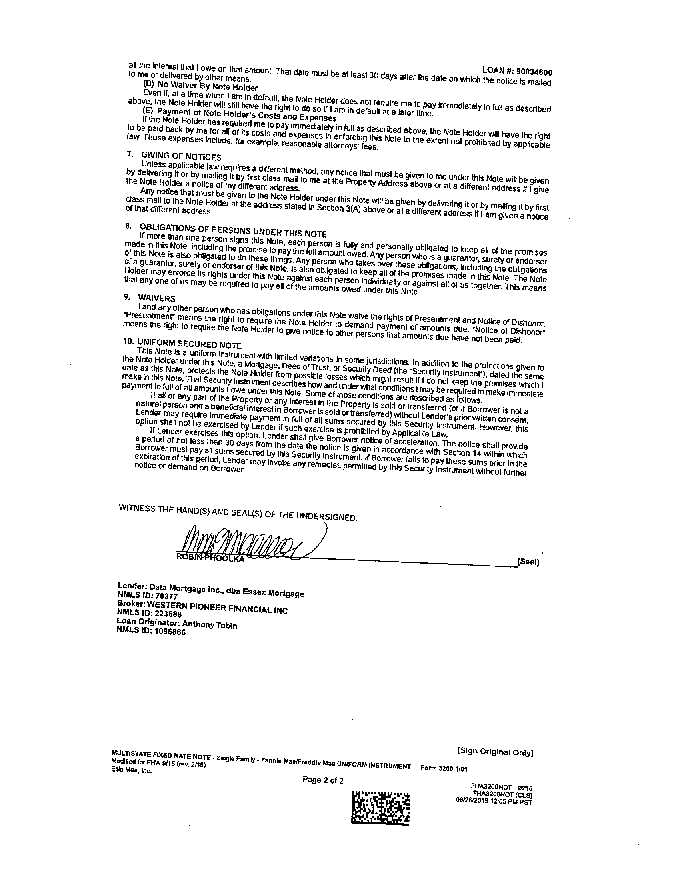 LOAN #: 90034600
all the interest that I owe on that amount. That date must be at least 30 days after the date on which the notice is mailed
to me or delivered by other means.
(D) No Waiver By Note Holder
Even if, at a time when I am in default, the Note Holder does not require me to pay immediately in full as described
above, the Note Holder will still have the right to do so if I am in default at a later time.
(E) Payment of Note Holder's Costs and Expenses
If the Note Holder has required me to pay immediately in full as described above, the Note Holder will have the right
to be paid back by me for all of its costs and expenses in enforcing this Note to the extent not prohibited by applicable
law. Those expenses include, for example, reasonable attorneys' fees.
7. GIVING OF NOTICES
Unless applicable law requires a different method, any notice that must be given to me under this Note will be given
by delivering it or by mailing it by first class mail to me at the Property Address above or at a different address if I give
the Note Holder a notice of my different address.
Any notice that must be given to the Note Holder under this Note will be given by delivering it or by mailing it by first
class mail to the Note Holder at the address stated in Section 3(A) above or at a different address if I am given a notice
of that different address.
8. OBLIGATIONS OF PERSONS UNDER THIS NOTE
If more than one person signs this Note, each person is fully and personally obligated to keep all of the promises
made in this Note, including the promise to pay the full amount owed. Any person who is a guarantor, surety or endorser
of this Note is also obligated to do these things. Any person who takes over these obligations, including the obligations
of a guarantor, surety or endorser of this Note, is also obligated to keep all of the promises made in this Note. The Note
Holder may enforce its rights under this Note against each person individually or against all of us together. This means
that any one of us may be required to pay all of the amounts owed under this Note.
9. WAIVERS
I and any other person who has obligations under this Note waive the rights of Presentment and Notice of Dishonor.
"Presentment" means the right to require the Note Holder to demand payment of amounts due. "Notice of Dishonor"
means the right to require the Note Holder to give notice to other persons that amounts due have not been paid.
10. UNIFORM SECURED NOTE
This Note is a uniform instrument with limited variations in some jurisdictions. In addition to the protections given to
the Note Holder under this Note, a Mortgage, Deed of Trust, or Security Deed (the "Security Instrument"), dated the same
date as this Note, protects the Note Holder from possible losses which might result if I do not keep the promises which I
make in this Note. That Security Instrument describes how and under what conditions I may be required to make immediate
payment in full of all amounts I owe under this Note. Some of those conditions are described as follows.
If all or any part of the Property or any Interest in the Property is sold or transferred (or if Borrower is not a
natural person and a beneficial interest in Borrower is sold or transferred) without Lender's prior written consent,
Lender may require immediate payment in full of all sums secured by this Security Instrument. However, this
option shall not be exercised by Lender if such exercise is prohibited by Applicable Law.
If Lender exercises this option, Lender shall give Borrower notice of acceleration. The notice shall provide
a period of not less than 30 days from the date the notice is given in accordance with Section 14 within which
Borrower must pay all sums secured by this Security Instrument. If Borrower fails to pay these sums prior to the
expiration of this period, Lender may invoke any remedies permitted by this Security Instrument without further
notice or demand on Borrower.
WITNESS THE HAND(S) AND SEAL(S) OF THE UNDERSIGNED.
ROBIN PHOOLKA
(Seal)
Lender: Data Mortgage Inc., dba Essex Mortgage
NMLS ID: 70377
Broker: WESTERN PIONEER FINANCIAL INC
NMLS ID: 223686
Loan Originator: Anthony Tobin
NMLS ID:
[Sign Original Only]
MULTISTATE FIXED RATE NOTE - Single Family - Fannie Mae/Freddie Mac UNIFORM INSTRUMENT Form 3200 1/01
Modified for FHA 9/15 (rev. 2/16)
Ellie Mae, Inc.
Page 2 of 2
FHA3200NOT
FHA3200NOT (CLS)
12:05 PM PST